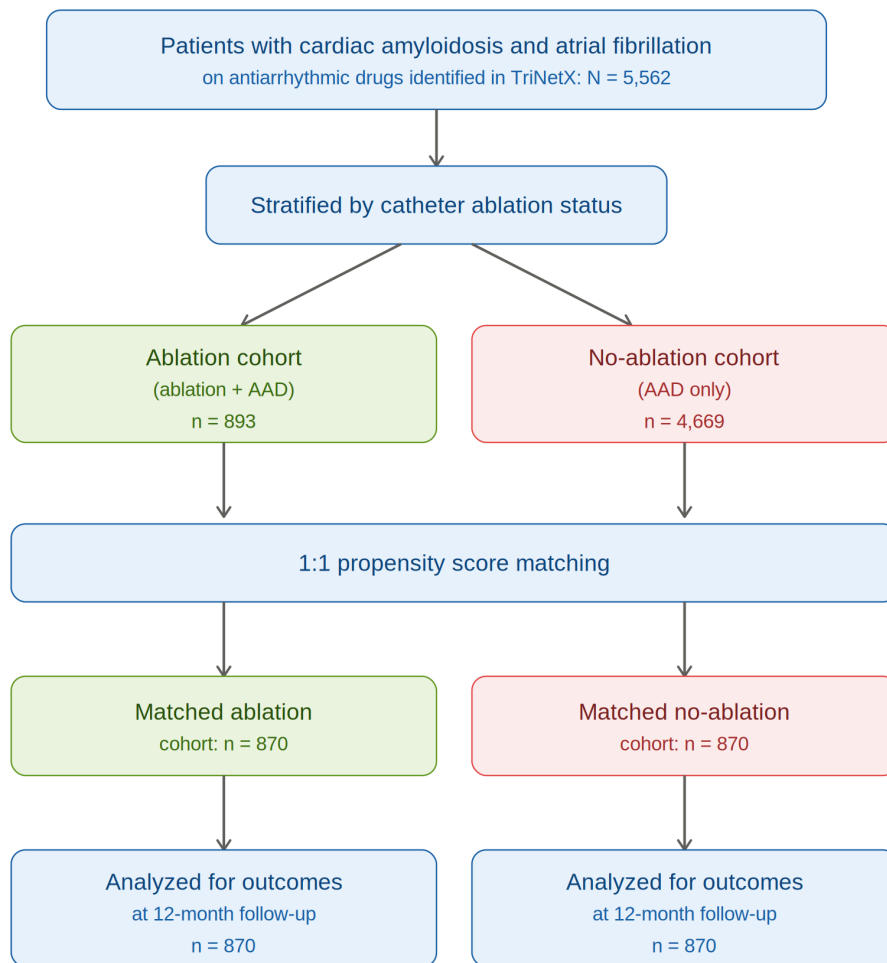 Patients with cardiac amyloidosis and atrial fibrillation
on antiarrhythmic drugs identified in TriNetX: N = 5,562
Stratified by catheter ablation status
Ablation cohort
(ablation + AAD)
n = 893
No-ablation cohort
(AAD only)
n = 4,669
1:1 propensity score matching
Matched ablation
cohort: n = 870
Matched no-ablation
cohort: n = 870
Analyzed for outcomes
at 12-month follow-up
n = 870
Analyzed for outcomes
at 12-month follow-up
n = 870